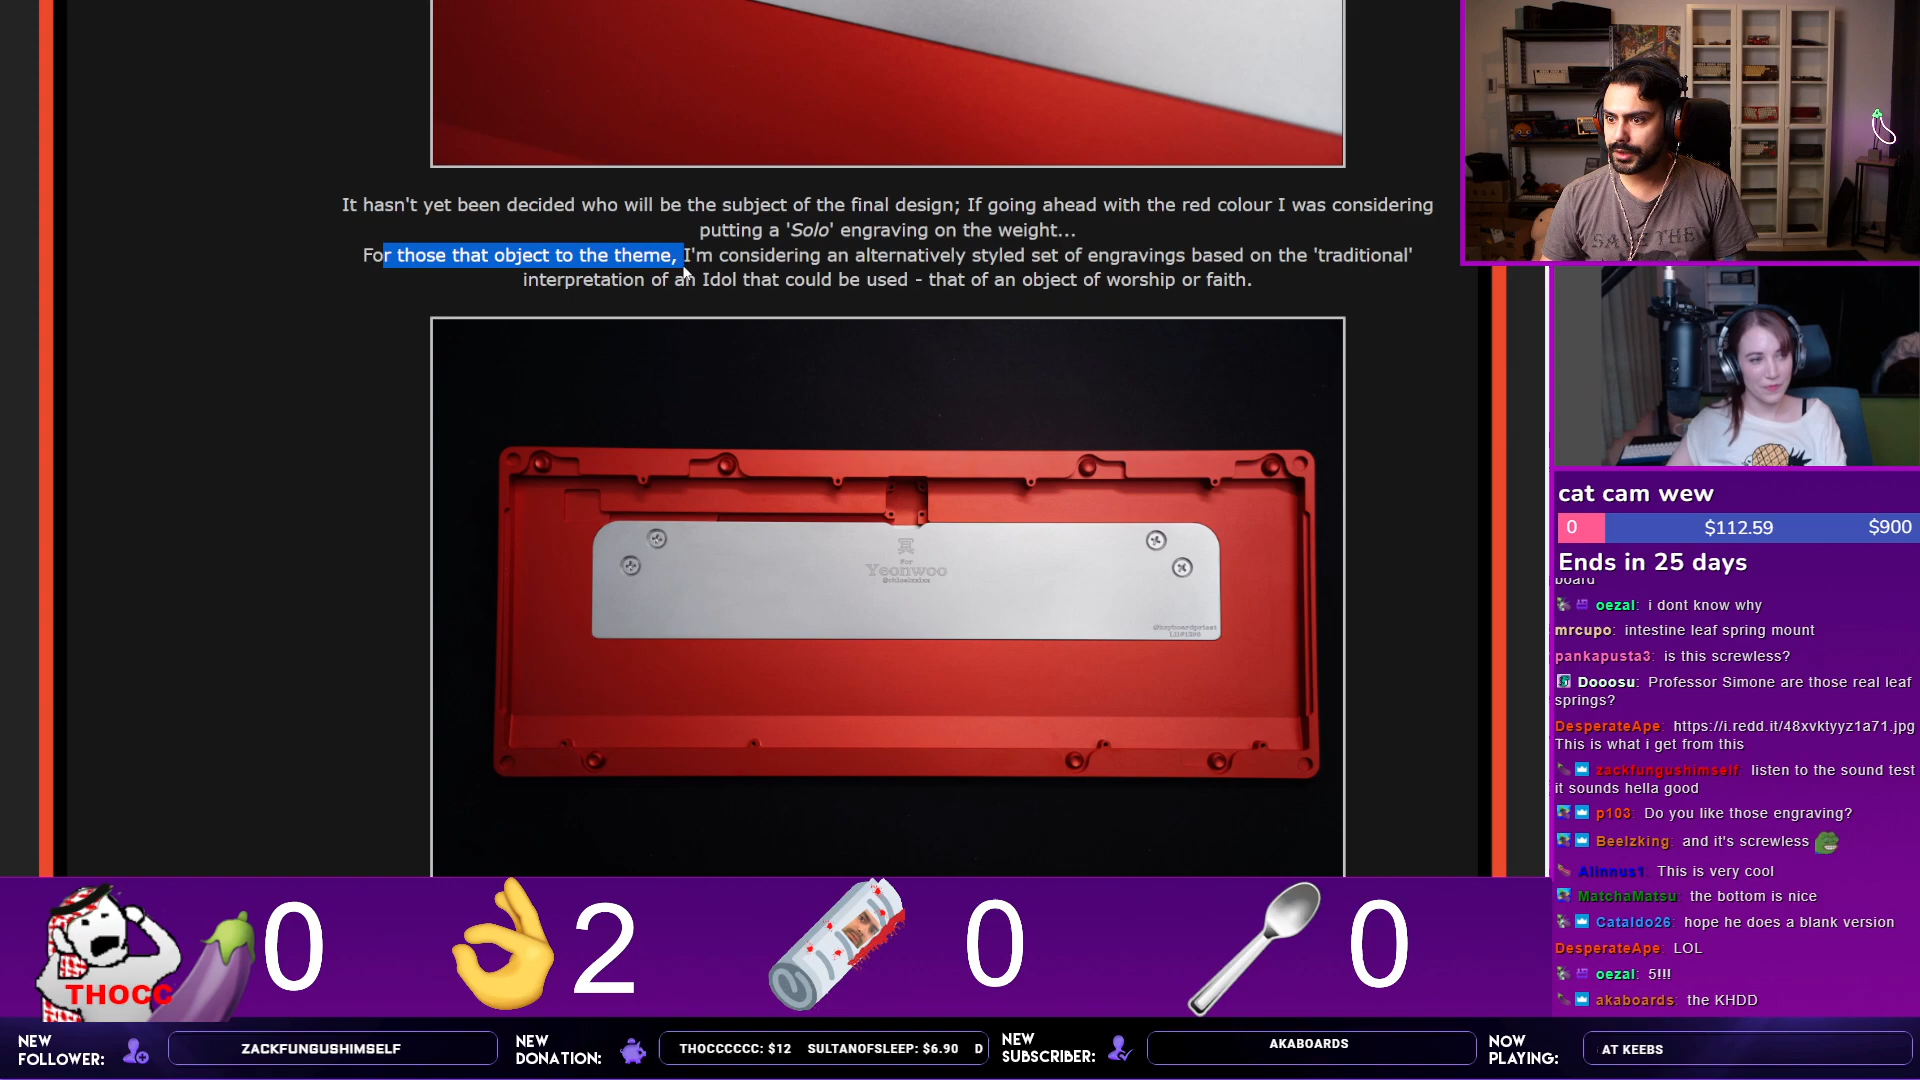 It hasn't yet been decided who will be the subject of the final design; If going ahead with the red colour I was considering
putting a 'Solo' engraving on the weight...
For those that object to the theme, I'm considering an alternatively styled set of engravings based on the 'traditional'
interpretation of an Idol that could be used - that of an object of worship or faith.
冥
For
Yeonwoo
@keyboardpriest
SAVE THE
cat cam wew
0 $112.59 $900
Ends in 25 days
board
oezal: i dont know why
mrcupo: intestine leaf spring mount
pankapusta3: is this screwless?
Dooosu: Professor Simone are those real leaf
springs?
DesperateApe: https://i.redd.it/48xvktyyz1a71.jpg
This is what i get from this
zackfungushimself: listen to the sound test
it sounds hella good
p103: Do you like those engraving?
Beelzking: and it's screwless
Alinnus1: This is very cool
MatchaMatsu: the bottom is nice
Cataldo26: hope he does a blank version
DesperateApe: LOL
oezal: 5!!!
akaboards: the KHDD
THOCC
0
2
0
0
NEW
FOLLOWER:
ZACKFUNGUSHIMSELF
NEW
DONATION:
THOCCCCCC: $12 SULTANOFSLEEP: $6.90 D
NEW
SUBSCRIBER:
AKABOARDS
NOW
PLAYING:
AT KEEBS